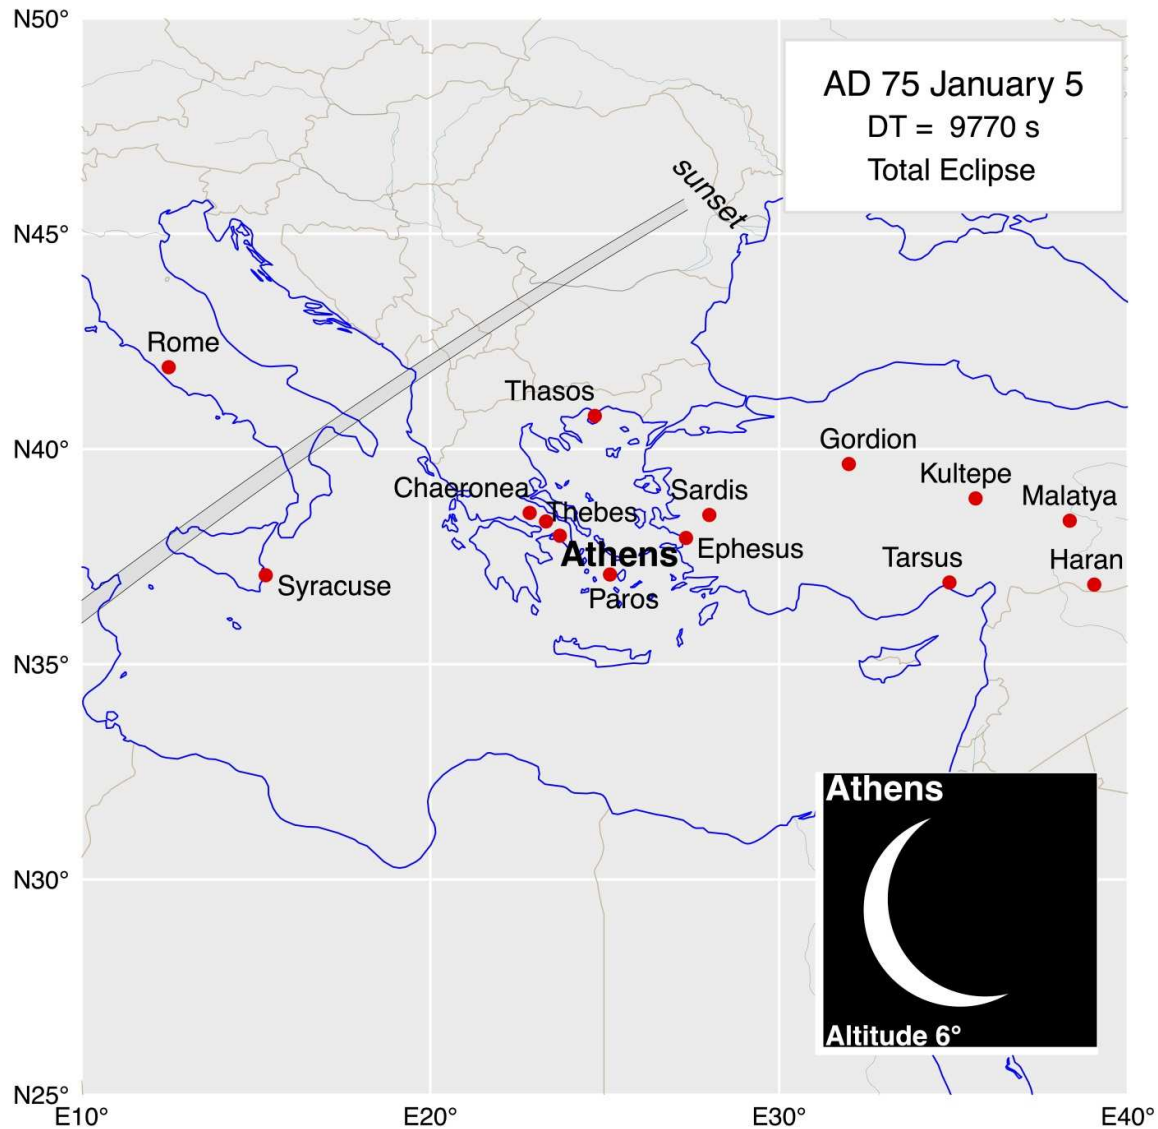 N50°
AD 75 January 5
DT = 9770 s
Total Eclipse
sunset
N45°
Rome
Thasos
N40°
Gordion
Kultepe
Chaeronea
Sardis
Malatya
Thebes
Athens
Ephesus
Tarsus
Haran
Syracuse
Paros
N35°
Athens
N30°
Altitude 6°
N25°
E10°
E20°
E30°
E40°